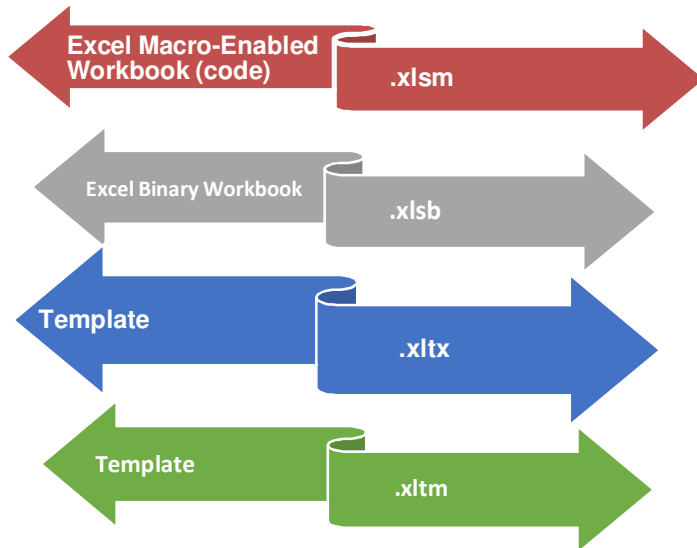 Excel Macro-Enabled
Workbook (code)
.xlsm
Excel Binary Workbook
.xlsb
Template
.xltx
Template
.xltm